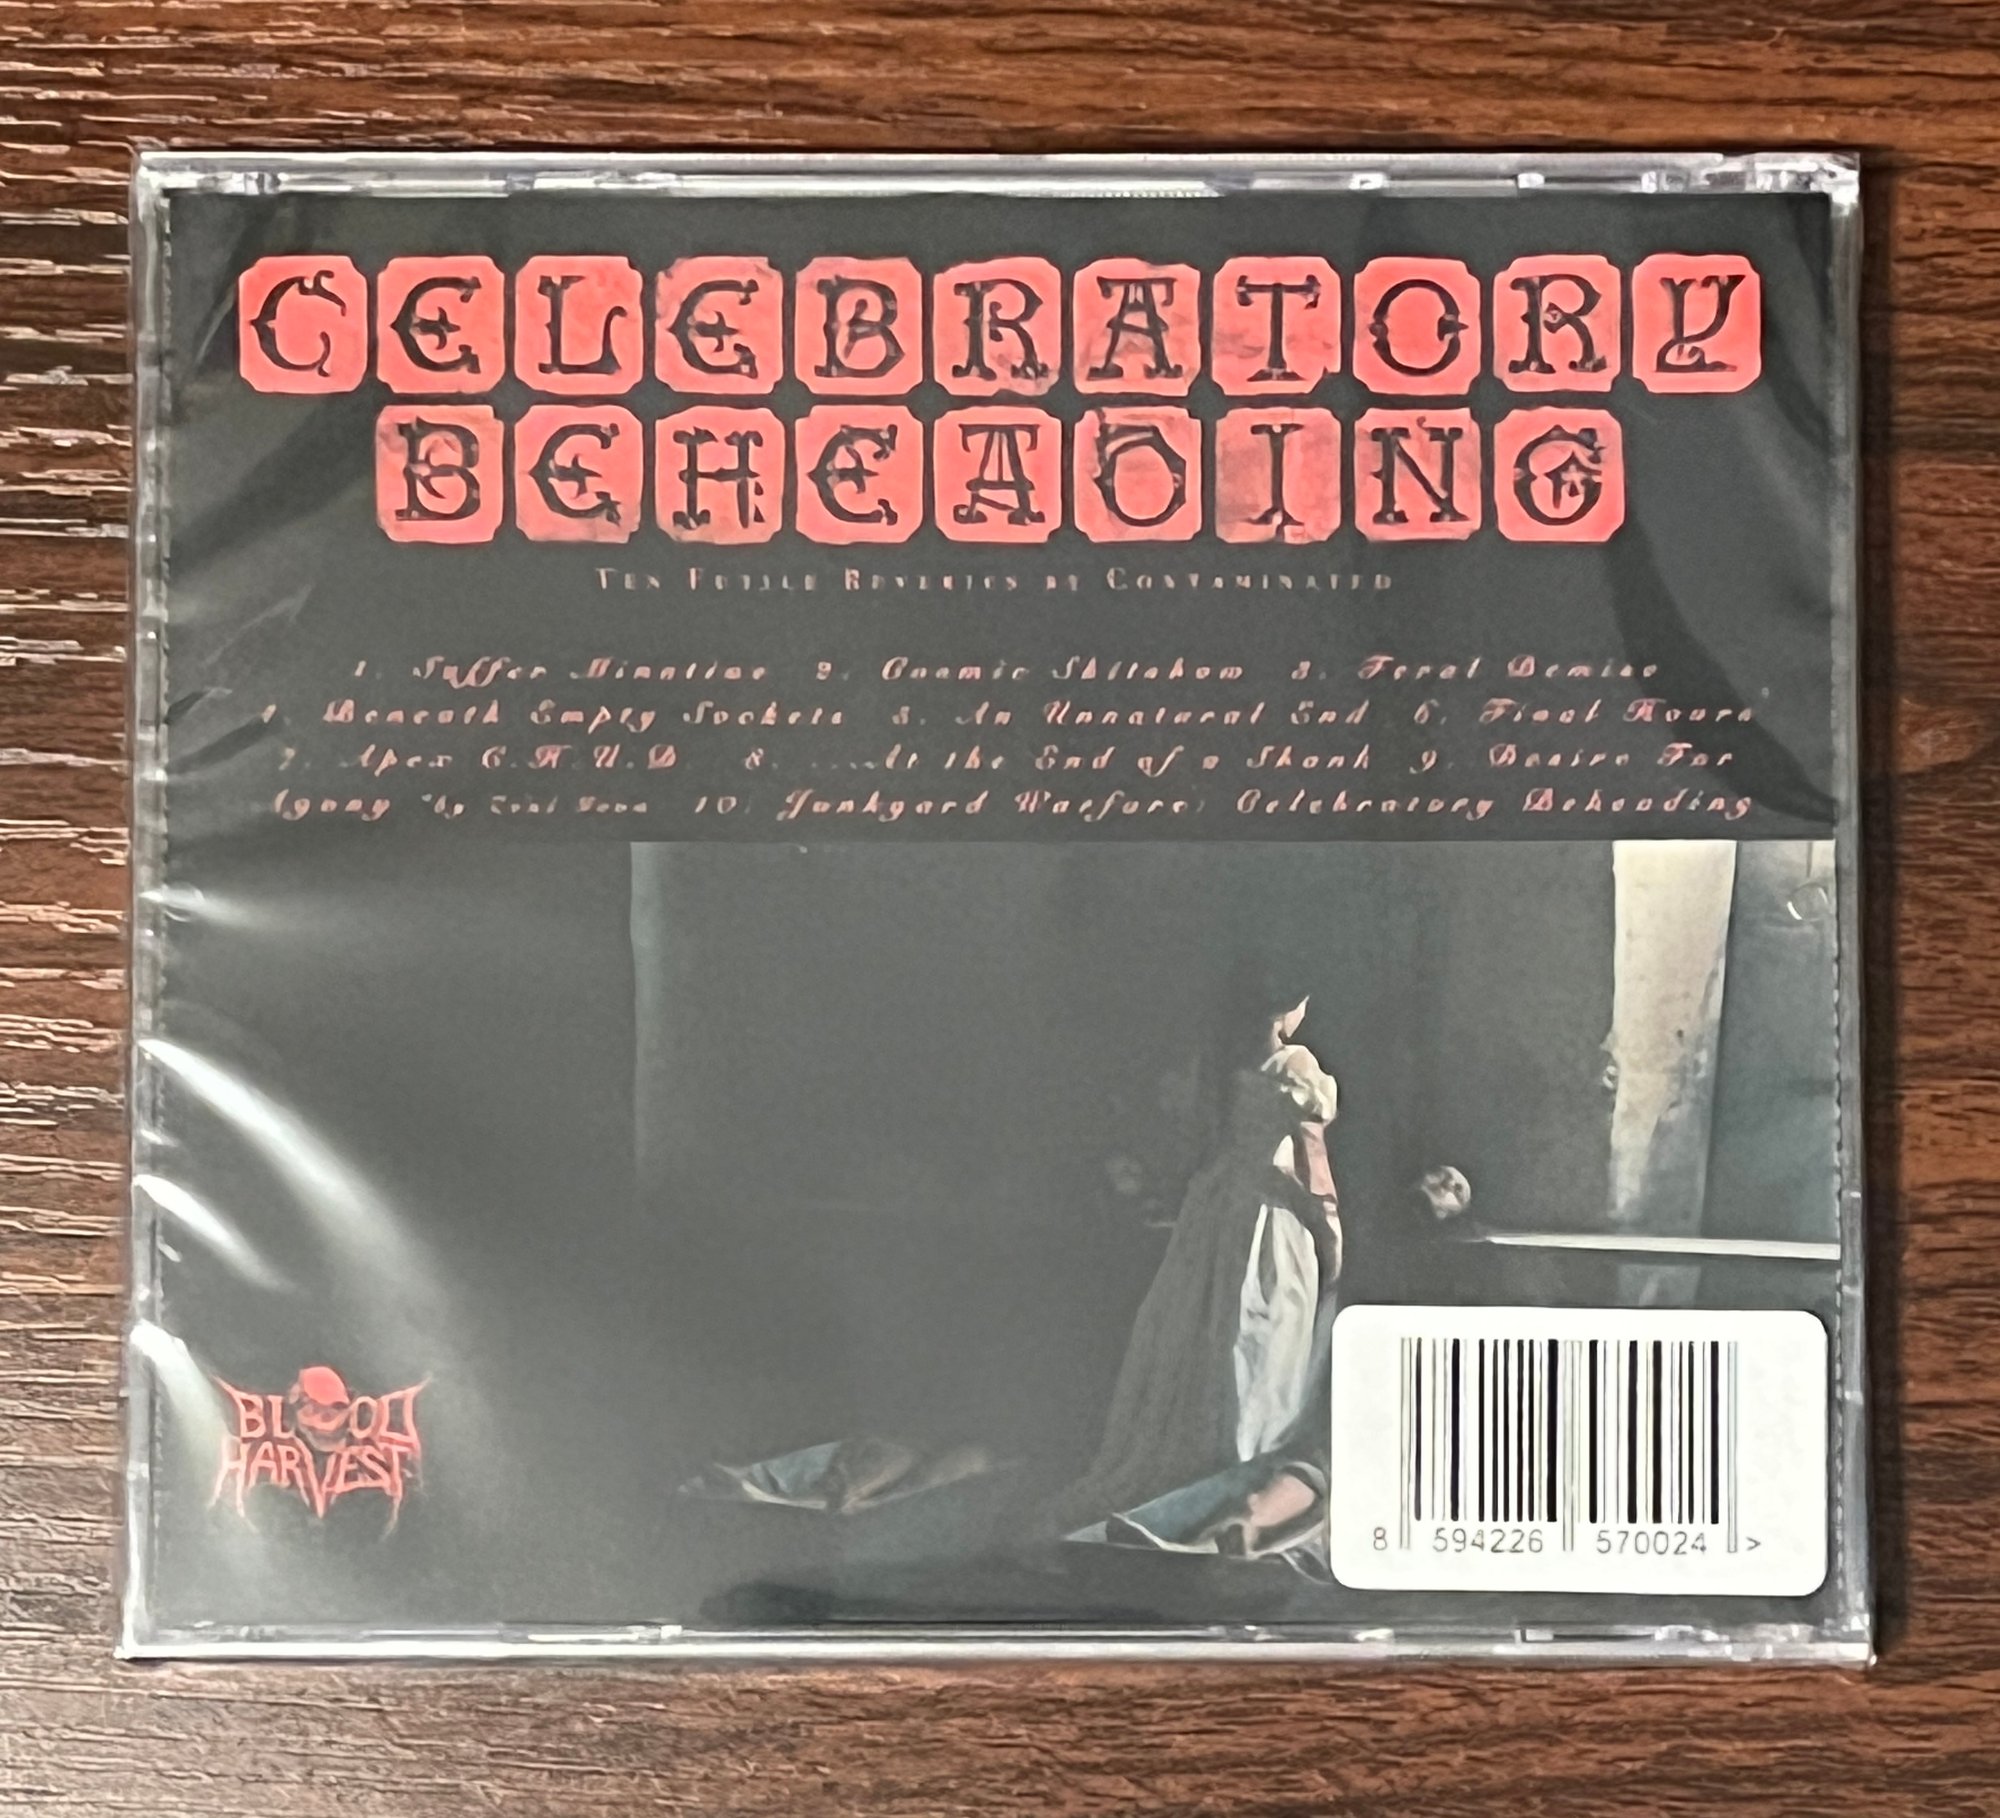 CELEBRATORY
BEHEADING
TEN FUTILE REVERIES BY CONTAMINATED
1. Suffer Minutiae 2. Cosmic Shitshow 3. Feral Demise
4. Beneath Empty Sockets 5. An Unnatural End 6. Final Hours
7. Apex C.H.U.D. 8. ...At the End of a Shank 9. Desire For
Agony 10. Junkyard Warfare, Celebratory Beheading
BLOOD
HARVEST
8 594226 570024 >